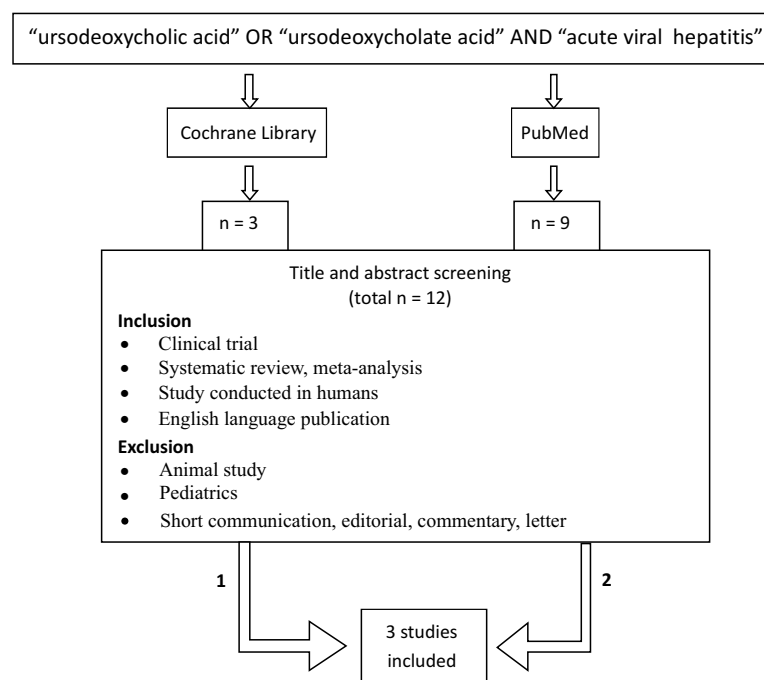 “ursodeoxycholic acid” OR “ursodeoxycholate acid” AND “acute viral hepatitis”
Cochrane Library
PubMed
n = 3
n = 9
Title and abstract screening
(total n = 12)
Inclusion
• Clinical trial
• Systematic review, meta-analysis
• Study conducted in humans
• English language publication
Exclusion
• Animal study
• Pediatrics
• Short communication, editorial, commentary, letter
1
2
3 studies
included